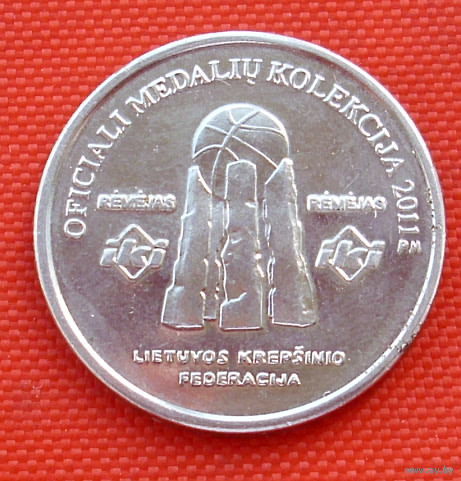 OFICIALI MEDALIŲ KOLEKCIJA 2011 PM
RĖMĖJAS RĖMĖJAS
iki iki
LIETUVOS KREPŠINIO
FEDERACIJA